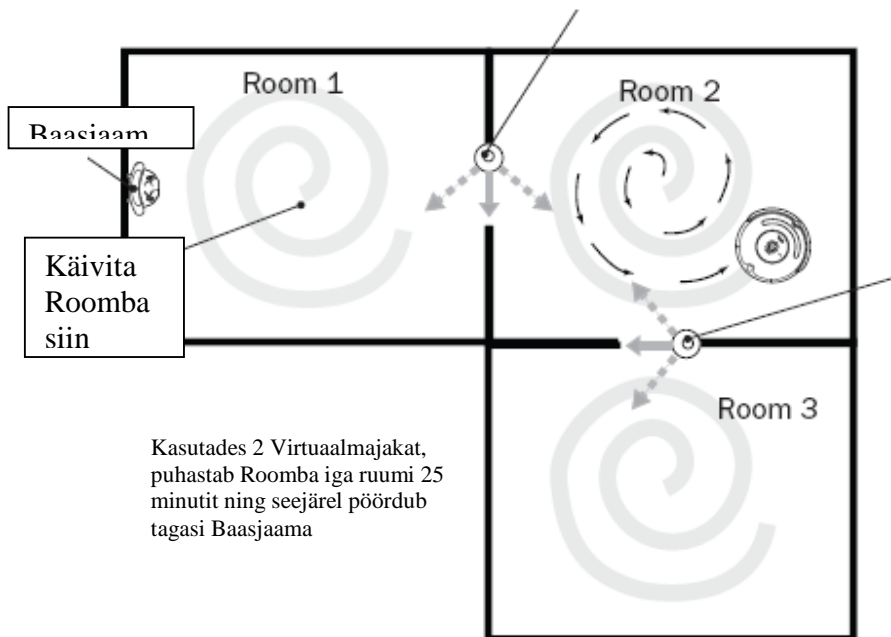 Room 1
Room 2
Baasjaam
Käivita
Roomba
siin
Room 3
Kasutades 2 Virtuaalmajakat,
puhastab Roomba iga ruumi 25
minutit ning seejärel pöördub
tagasi Baasjaama